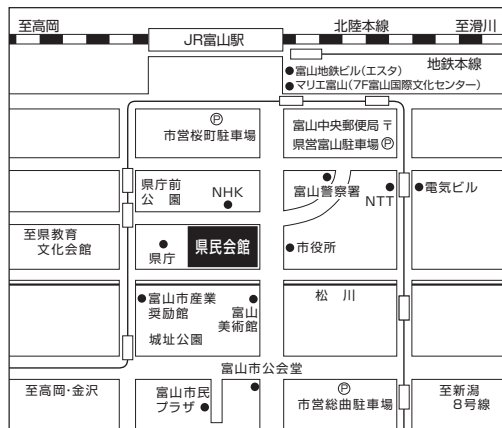 至高岡
北陸本線
至滑川
JR富山駅
地鉄本線
●富山地鉄ビル(エスタ)
●マリエ富山(7F富山国際文化センター)
Ⓟ
市営桜町駐車場
富山中央郵便局〒
県営富山駐車場Ⓟ
県庁前
公園
NHK
富山警察署
NTT
●電気ビル
至県教育
文化会館
県庁
県民会館
●市役所
●富山市産業
奨励館
城址公園
富山
美術館
松川
富山市公会堂
至高岡・金沢
富山市民
プラザ●
Ⓟ
市営総曲駐車場
至新潟
8号線